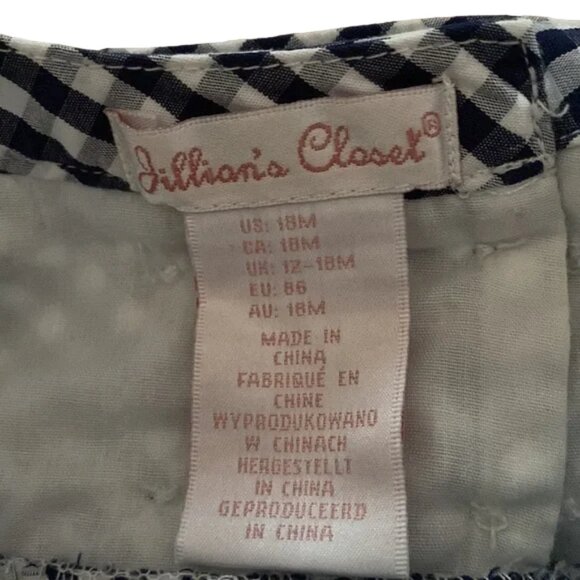 Jillian's Closet®
US: 18M
CA: 18M
UK: 12-18M
EU: 86
AU: 18M
MADE IN
CHINA
FABRIQUÉ EN
CHINE
WYPRODUKOWANO
W CHINACH
HERGESTELLT
IN CHINA
GEPRODUCEERD
IN CHINA